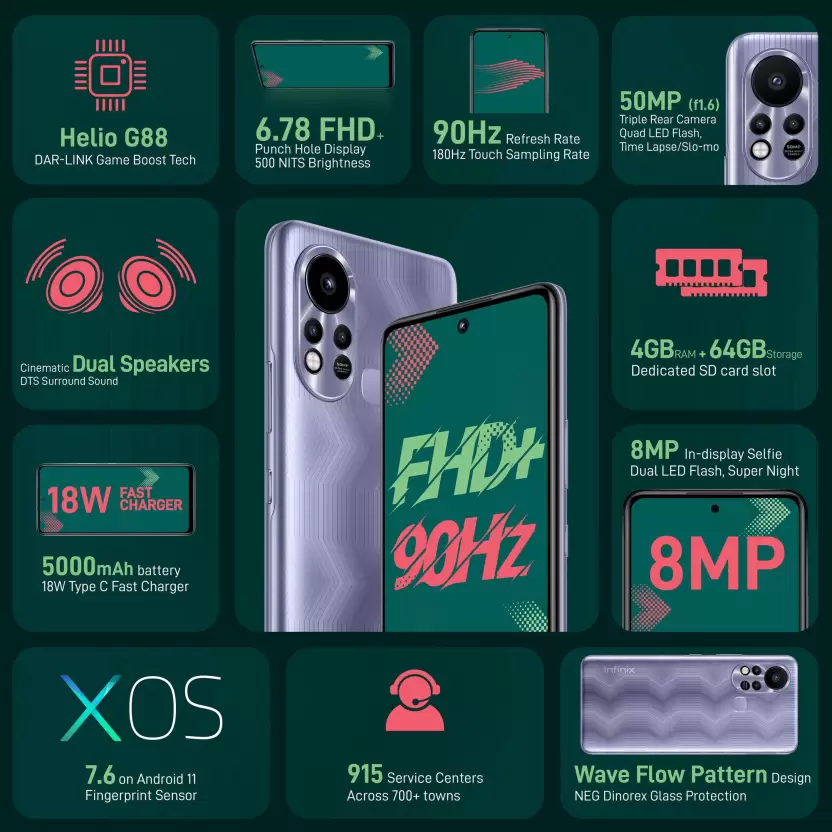 Helio G88
DAR-LINK Game Boost Tech
6.78 FHD+
Punch Hole Display
500 NITS Brightness
90Hz Refresh Rate
180Hz Touch Sampling Rate
50MP (f1.6)
Triple Rear Camera
Quad LED Flash,
Time Lapse/Slo-mo
Cinematic Dual Speakers
DTS Surround Sound
FHD+
90Hz
4GB RAM + 64GB Storage
Dedicated SD card slot
18W FAST
CHARGER
5000mAh battery
18W Type C Fast Charger
8MP In-display Selfie
Dual LED Flash, Super Night
8MP
XOS
7.6 on Android 11
Fingerprint Sensor
915 Service Centers
Across 700+ towns
Infinix
Wave Flow Pattern Design
NEG Dinorex Glass Protection